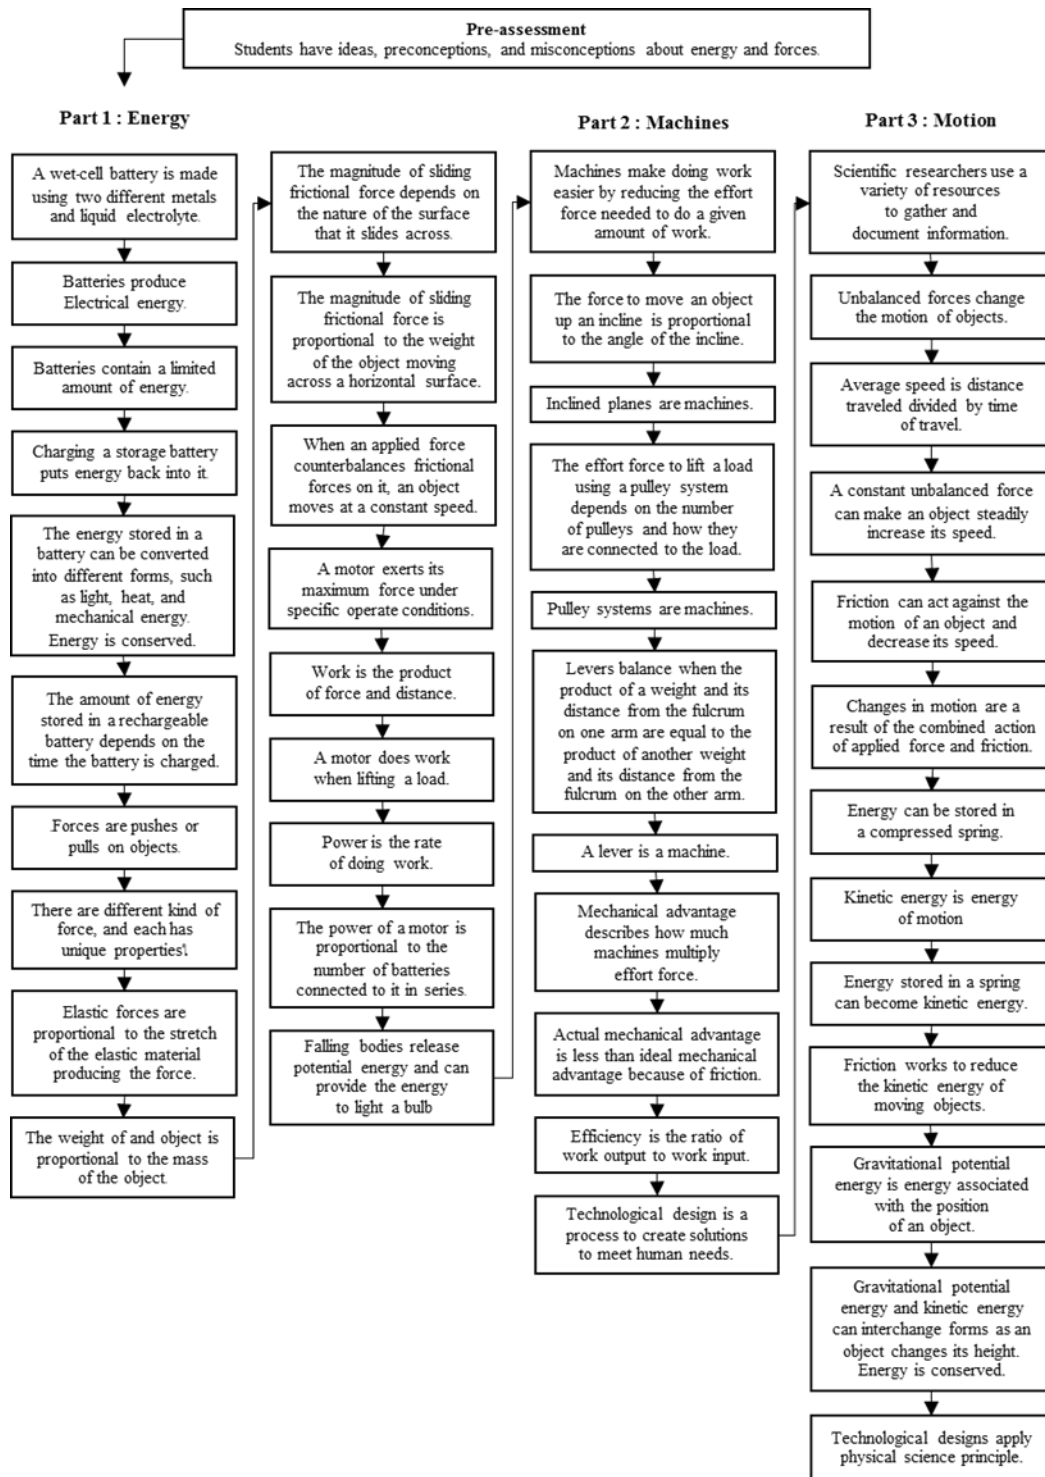 Pre-assessment
Students have ideas, preconceptions, and misconceptions about energy and forces.
Part 1 : Energy
A wet-cell battery is made
using two different metals
and liquid electrolyte.
Batteries produce
Electrical energy.
Batteries contain a limited
amount of energy.
Charging a storage battery
puts energy back into it.
The energy stored in a
battery can be converted
into different forms, such
as light, heat, and
mechanical energy.
Energy is conserved.
The amount of energy
stored in a rechargeable
battery depends on the
time the battery is charged.
.Forces are pushes or
pulls on objects.
There are different kind of
force, and each has
unique properties\.
Elastic forces are
proportional to the stretch
of the elastic material
producing the force.
The weight of and object is
proportional to the mass
of the object.
The magnitude of sliding
frictional force depends on
the nature of the surface
that it slides across.
The magnitude of sliding
frictional force is
proportional to the weight
of the object moving
across a horizontal surface.
When an applied force
counterbalances frictional
forces on it, an object
moves at a constant speed.
A motor exerts its
maximum force under
specific operate conditions.
Work is the product
of force and distance.
A motor does work
when lifting a load.
Power is the rate
of doing work.
The power of a motor is
proportional to the
number of batteries
connected to it in series.
Falling bodies release
potential energy and can
provide the energy
to light a bulb
Part 2 : Machines
Machines make doing work
easier by reducing the effort
force needed to do a given
amount of work.
The force to move an object
up an incline is proportional
to the angle of the incline.
Inclined planes are machines.
The effort force to lift a load
using a pulley system
depends on the number
of pulleys and how they
are connected to the load.
Pulley systems are machines.
Levers balance when the
product of a weight and its
distance from the fulcrum
on one arm are equal to the
product of another weight
and its distance from the
fulcrum on the other arm.
A lever is a machine.
Mechanical advantage
describes how much
machines multiply
effort force.
Actual mechanical advantage
is less than ideal mechanical
advantage because of friction.
Efficiency is the ratio of
work output to work input.
Technological design is a
process to create solutions
to meet human needs.
Part 3 : Motion
Scientific researchers use a
variety of resources
to gather and
document information.
Unbalanced forces change
the motion of objects.
Average speed is distance
traveled divided by time
of travel.
A constant unbalanced force
can make an object steadily
increase its speed.
Friction can act against the
motion of an object and
decrease its speed.
Changes in motion are a
result of the combined action
of applied force and friction.
Energy can be stored in
a compressed spring.
Kinetic energy is energy
of motion
Energy stored in a spring
can become kinetic energy.
Friction works to reduce
the kinetic energy of
moving objects.
Gravitational potential
energy is energy associated
with the position
of an object.
Gravitational potential
energy and kinetic energy
can interchange forms as an
object changes its height.
Energy is conserved.
Technological designs apply
physical science principle.